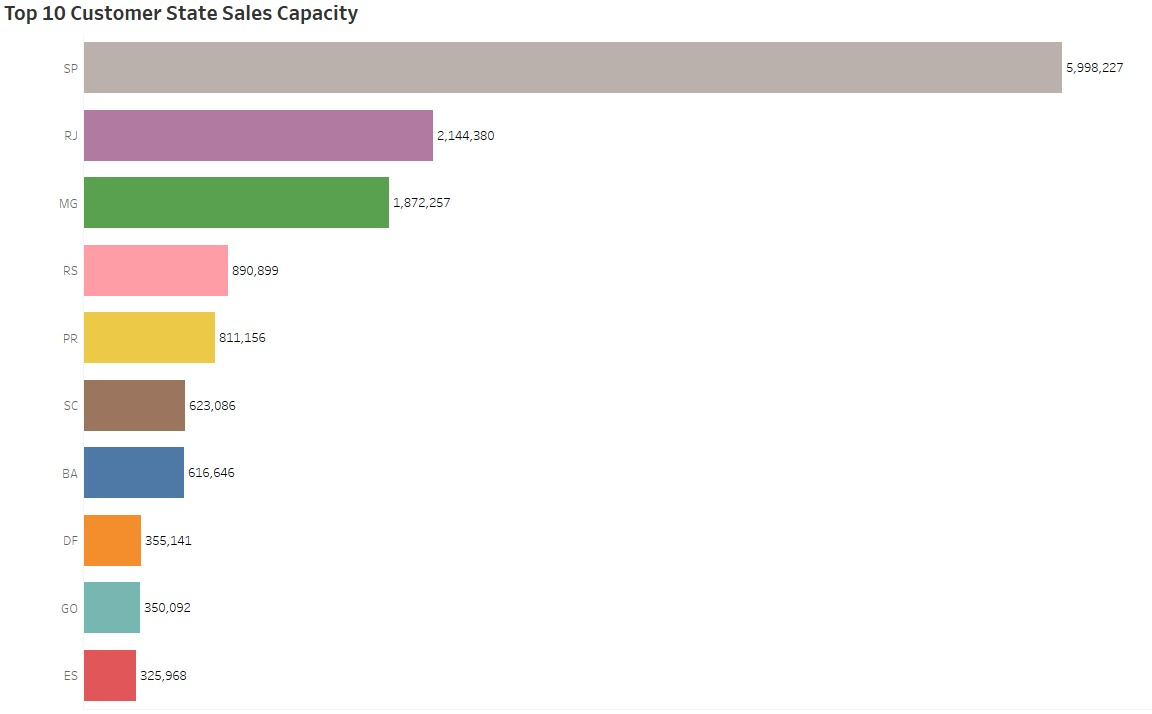 Top 10 Customer State Sales Capacity
SP 5,998,227
RJ 2,144,380
MG 1,872,257
RS 890,899
PR 811,156
SC 623,086
BA 616,646
DF 355,141
GO 350,092
ES 325,968